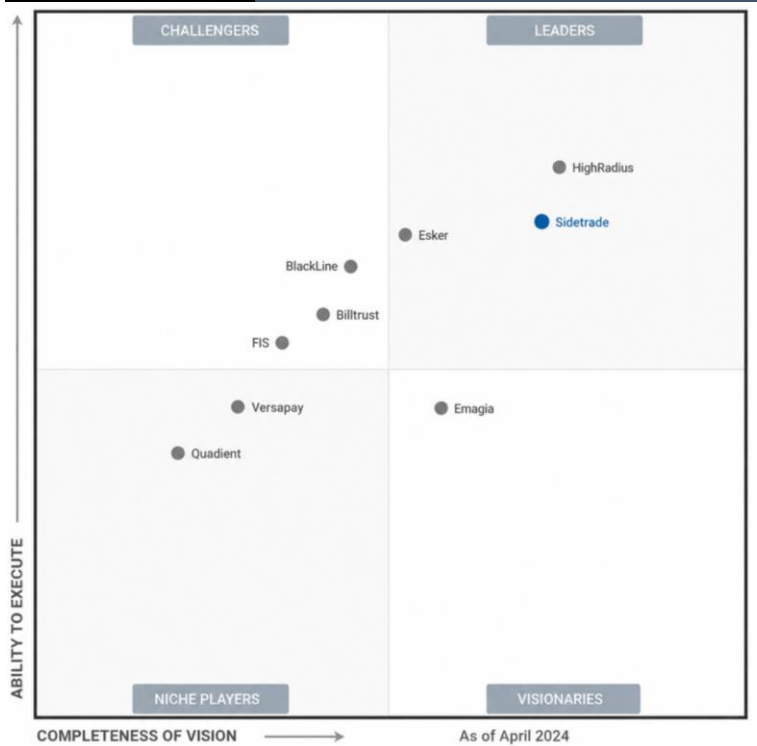 CHALLENGERS
LEADERS
HighRadius
Sidetrade
Esker
BlackLine
Billtrust
FIS
Versapay
Emagia
Quadient
ABILITY TO EXECUTE
NICHE PLAYERS
VISIONARIES
COMPLETENESS OF VISION
As of April 2024